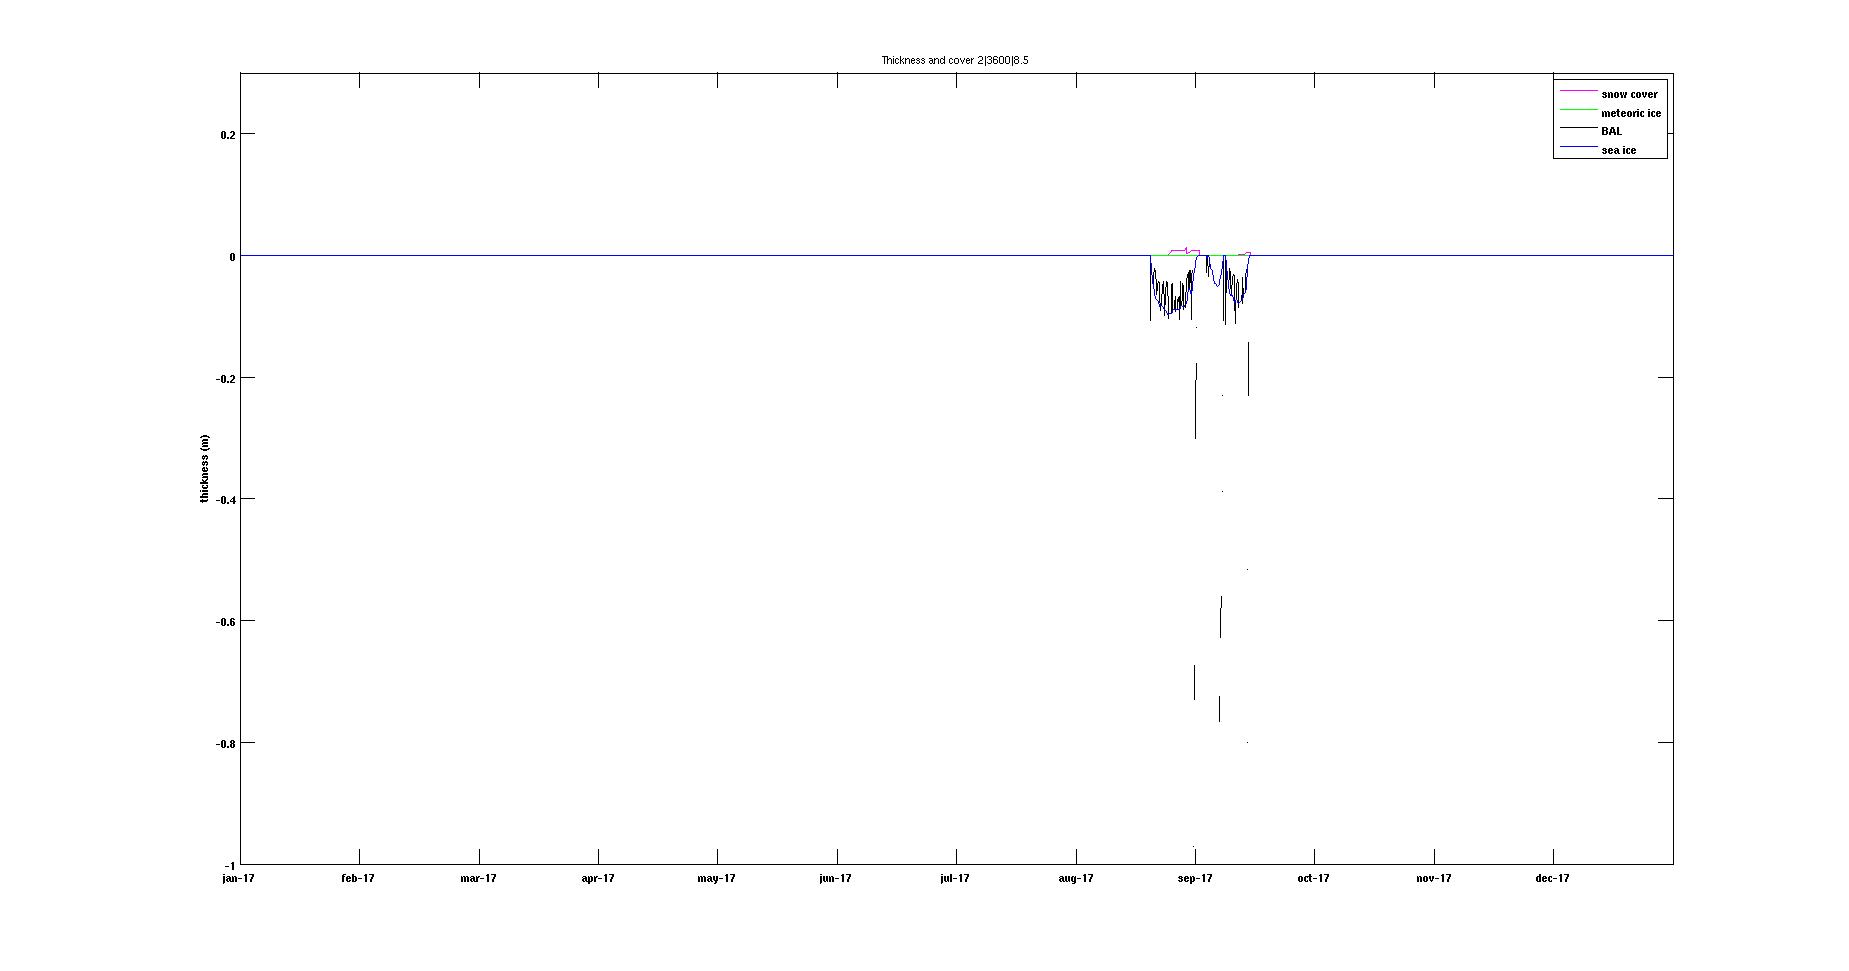 Thickness and cover 2|3600|8.5
snow cover
meteoric ice
BAL
sea ice
0.2
0
-0.2
-0.4
-0.6
-0.8
-1
thickness (m)
jan-17 feb-17 mar-17 apr-17 may-17 jun-17 jul-17 aug-17 sep-17 oct-17 nov-17 dec-17